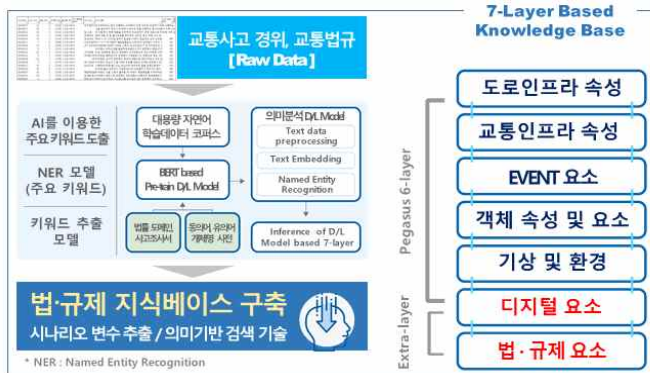 교통사고 경위, 교통법규
[Raw Data]
AI를 이용한
주요키워드 도출
NER 모델
(주요 키워드)
키워드 추출
모델
대용량 자연어
학습데이터 코퍼스
BERT based
Pre-tain D/L Model
법률 도메인,
사고조사서
동의어, 유의어
개체명 사전
의미분석 D/L Model
Text data
preprocessing
Text Embedding
Named Entity
Recognition
Inference of D/L
Model based 7-layer
법·규제 지식베이스 구축
시나리오 변수 추출 / 의미기반 검색 기술
* NER : Named Entity Recognition
7-Layer Based
Knowledge Base
Pegasus 6-layer
Extra-layer
도로인프라 속성
교통인프라 속성
EVENT 요소
객체 속성 및 요소
기상 및 환경
디지털 요소
법·규제 요소